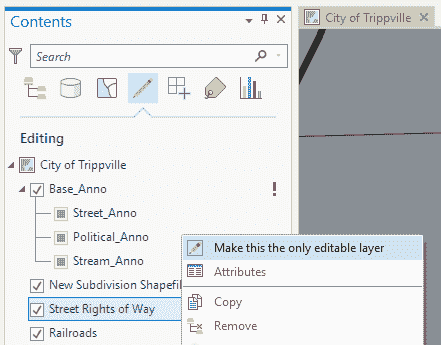 Contents
City of Trippville
Search
Editing
City of Trippville
Base_Anno
!
Street_Anno
Political_Anno
Stream_Anno
Make this the only editable layer
Attributes
New Subdivision Shapefil
Copy
Street Rights of Way
Remove
Railroads